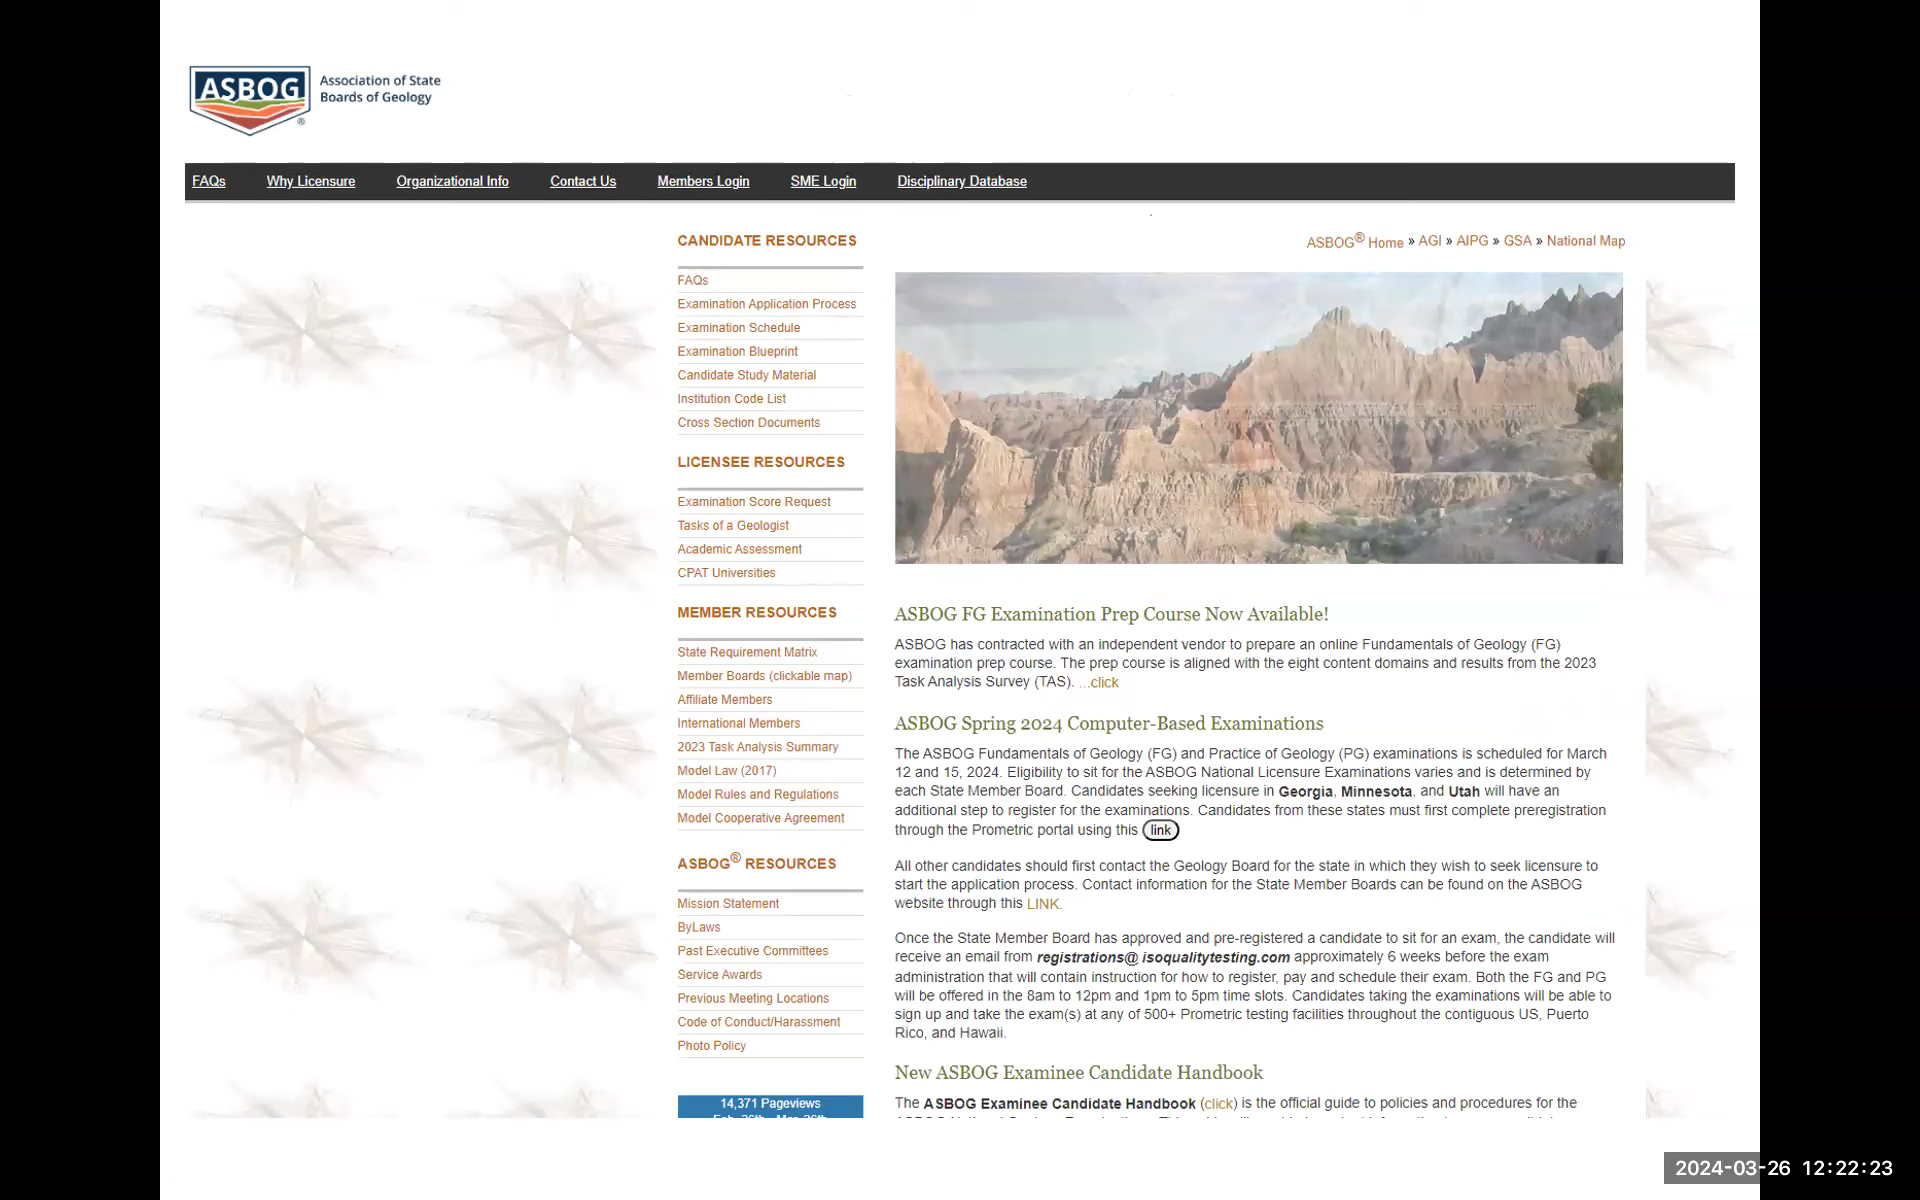 ASBOG
®
Association of State
Boards of Geology
FAQs Why Licensure Organizational Info Contact Us Members Login SME Login Disciplinary Database
CANDIDATE RESOURCES
FAQs
Examination Application Process
Examination Schedule
Examination Blueprint
Candidate Study Material
Institution Code List
Cross Section Documents
LICENSEE RESOURCES
Examination Score Request
Tasks of a Geologist
Academic Assessment
CPAT Universities
MEMBER RESOURCES
State Requirement Matrix
Member Boards (clickable map)
Affiliate Members
International Members
2023 Task Analysis Summary
Model Law (2017)
Model Rules and Regulations
Model Cooperative Agreement
ASBOG® RESOURCES
Mission Statement
ByLaws
Past Executive Committees
Service Awards
Previous Meeting Locations
Code of Conduct/Harassment
Photo Policy
14,371 Pageviews
ASBOG® Home » AGI » AIPG » GSA » National Map
ASBOG FG Examination Prep Course Now Available!
ASBOG has contracted with an independent vendor to prepare an online Fundamentals of Geology (FG)
examination prep course. The prep course is aligned with the eight content domains and results from the 2023
Task Analysis Survey (TAS). ...click
ASBOG Spring 2024 Computer-Based Examinations
The ASBOG Fundamentals of Geology (FG) and Practice of Geology (PG) examinations is scheduled for March
12 and 15, 2024. Eligibility to sit for the ASBOG National Licensure Examinations varies and is determined by
each State Member Board. Candidates seeking licensure in Georgia, Minnesota, and Utah will have an
additional step to register for the examinations. Candidates from these states must first complete preregistration
through the Prometric portal using this link
All other candidates should first contact the Geology Board for the state in which they wish to seek licensure to
start the application process. Contact information for the State Member Boards can be found on the ASBOG
website through this LINK.
Once the State Member Board has approved and pre-registered a candidate to sit for an exam, the candidate will
receive an email from registrations@ isoqualitytesting.com approximately 6 weeks before the exam
administration that will contain instruction for how to register, pay and schedule their exam. Both the FG and PG
will be offered in the 8am to 12pm and 1pm to 5pm time slots. Candidates taking the examinations will be able to
sign up and take the exam(s) at any of 500+ Prometric testing facilities throughout the contiguous US, Puerto
Rico, and Hawaii.
New ASBOG Examinee Candidate Handbook
The ASBOG Examinee Candidate Handbook (click) is the official guide to policies and procedures for the
2024-03-26 12:22:23